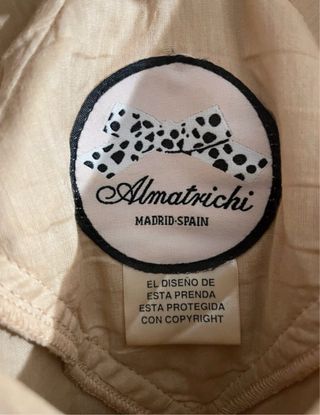 Almatrichi
MADRID-SPAIN
EL DISEÑO DE
ESTA PRENDA
ESTA PROTEGIDA
CON COPYRIGHT